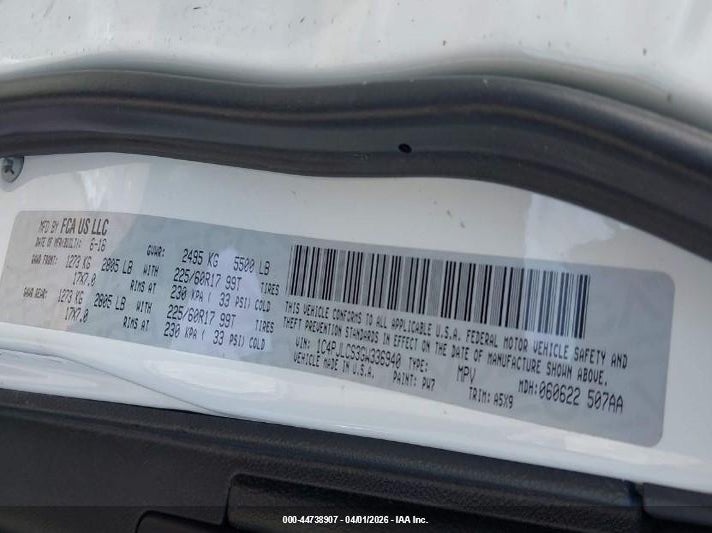 MFD BY FCA US LLC
DATE OF MFR/BUILT: 6-16 GVWR: 2495 KG 5500 LB
GAWR FRONT: 1273 KG 2805 LB WITH 225/60R17 99T TIRES
17X7.0 RIMS AT 230 KPA ( 33 PSI) COLD
GAWR REAR: 1273 KG 2805 LB WITH 225/60R17 99T TIRES
17X7.0 RIMS AT 230 KPA ( 33 PSI) COLD
THIS VEHICLE CONFORMS TO ALL APPLICABLE U.S.A. FEDERAL MOTOR VEHICLE SAFETY AND
THEFT PREVENTION STANDARDS IN EFFECT ON THE DATE OF MANUFACTURE SHOWN ABOVE.
VIN: 1C4PJLCS3GW336940 TYPE: MPV MDH: 060622 507AA
VEHICLE MADE IN U.S.A. PAINT: PW7 TRIM: A5X9
000-44738907 - 04/01/2026 - IAA Inc.